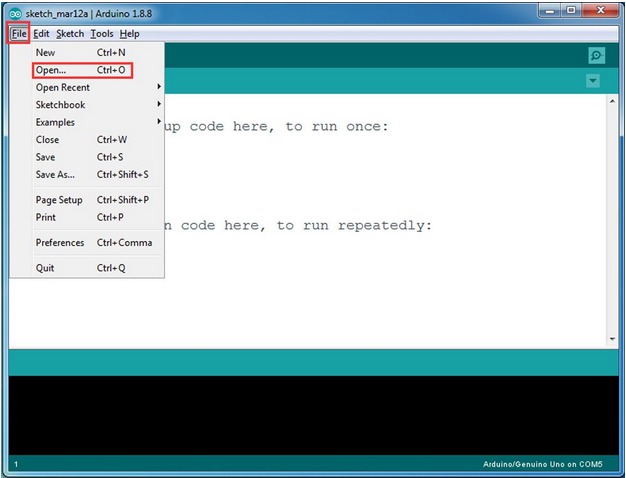 sketch_mar12a | Arduino 1.8.8
File Edit Sketch Tools Help
New Ctrl+N
Open... Ctrl+O
Open Recent
Sketchbook
Examples
up code here, to run once:
Close Ctrl+W
Save Ctrl+S
Save As... Ctrl+Shift+S
Page Setup Ctrl+Shift+P
Print Ctrl+P
n code here, to run repeatedly:
Preferences Ctrl+Comma
Quit Ctrl+Q
1 Arduino/Genuino Uno on COM5